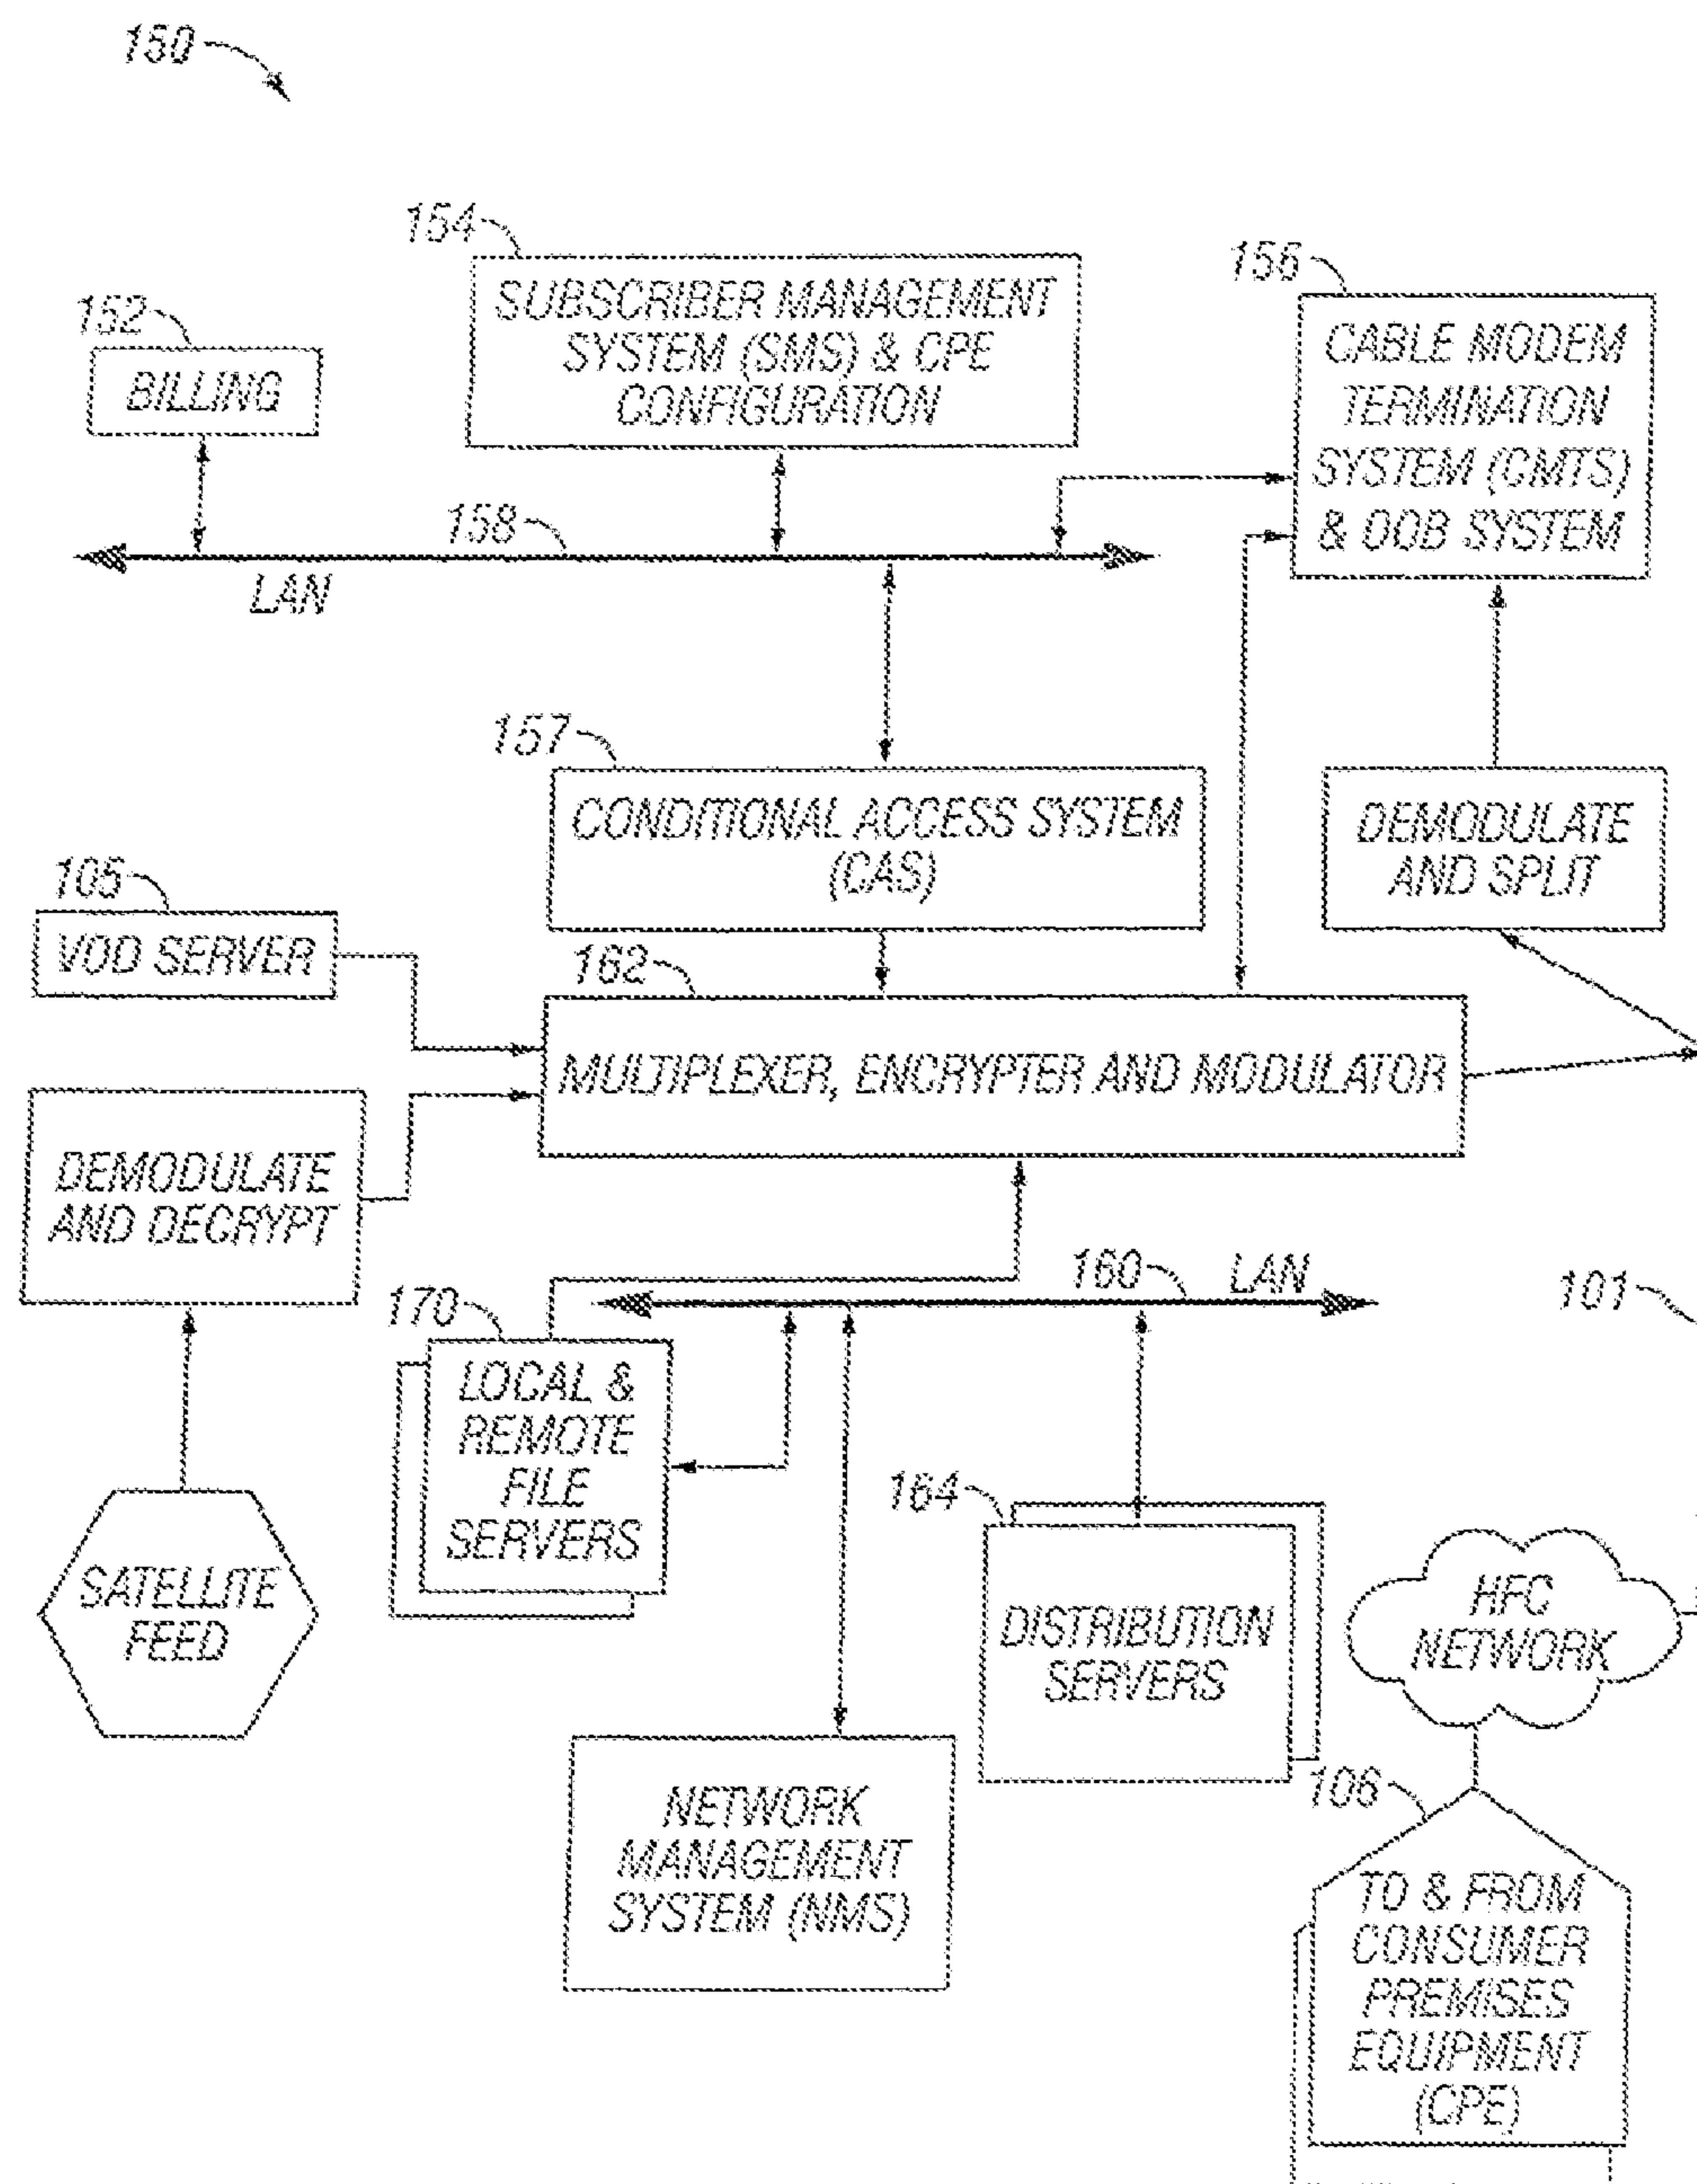 150
154
SUBSCRIBER MANAGEMENT
SYSTEM (SMS) & CPE
CONFIGURATION
156
CABLE MODEM
TERMINATION
SYSTEM (CMTS)
& OOB SYSTEM
152
BILLING
158
LAN
157
CONDITIONAL ACCESS SYSTEM
(CAS)
DEMODULATE
AND SPLIT
105
VOD SERVER
162
MULTIPLEXER, ENCRYPTER AND MODULATOR
DEMODULATE
AND DECRYPT
160
LAN
101
170
LOCAL &
REMOTE
FILE
SERVERS
164
DISTRIBUTION
SERVERS
SATELLITE
FEED
HFC
NETWORK
NETWORK
MANAGEMENT
SYSTEM (NMS)
106
TO & FROM
CONSUMER
PREMISES
EQUIPMENT
(CPE)